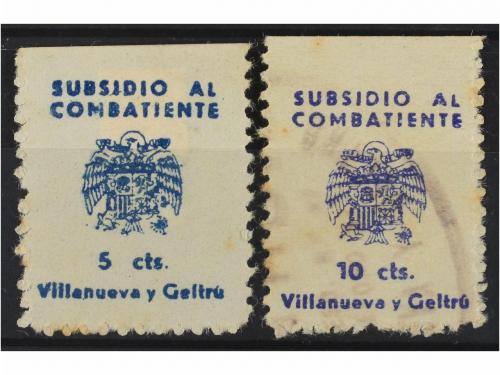 SUBSIDIO AL
COMBATIENTE
5 cts.
Villanueva y Geltrú
SUBSIDIO AL
COMBATIENTE
10 cts.
Villanueva y Geltrú